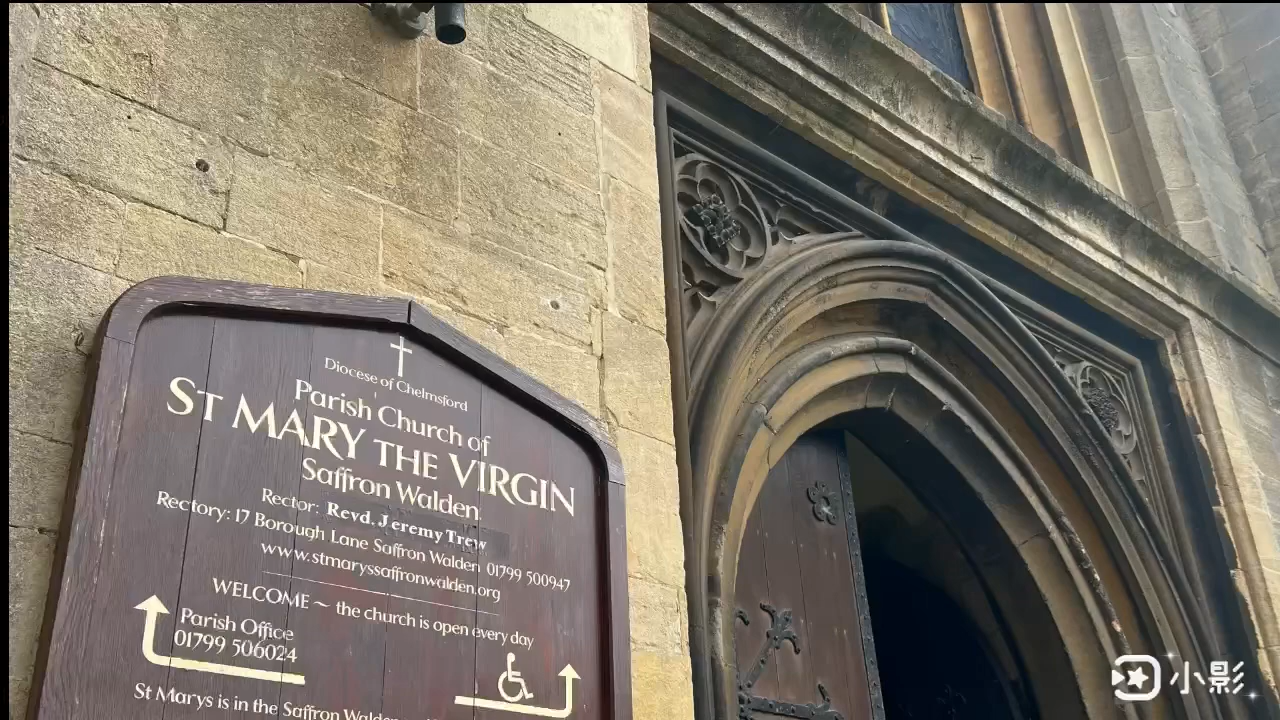 Diocese of Chelmsford
Parish Church of
ST MARY THE VIRGIN
Saffron Walden
Rector: Revd. Jeremy Trew
Rectory: 17 Borough Lane Saffron Walden 01799 500947
www.stmaryssaffronwalden.org
WELCOME ~ the church is open every day
Parish Office
01799 506024
St Marys is in the Saffron Walden
小影